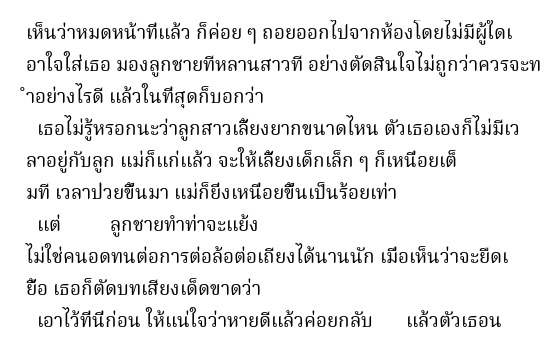 เห็นว่าหมดหน้าที่แล้ว ก็ค่อย ๆ ถอยออกไปจากห้องโดยไม่มีผู้ใดเ
อาใจใส่เธอ มองลูกชายทีหลานสาวที อย่างตัดสินใจไม่ถูกว่าควรจะท
ำอย่างไรดี แล้วในที่สุดก็บอกว่า
เธอไม่รู้หรอกนะว่าลูกสาวเลี้ยงยากขนาดไหน ตัวเธอเองก็ไม่มีเว
ลาอยู่กับลูก แม่ก็แก่แล้ว จะให้เลี้ยงเด็กเล็ก ๆ ก็เหนื่อยเต็
มที เวลาป่วยขึ้นมา แม่ก็ยิ่งเหนื่อยขึ้นเป็นร้อยเท่า
แต่ ลูกชายทำท่าจะแย้ง
ไม่ใช่คนอดทนต่อการต่อล้อต่อเถียงได้นานนัก เมื่อเห็นว่าจะยืดเ
ยื้อ เธอก็ตัดบทเสียงเด็ดขาดว่า
เอาไว้ที่นี่ก่อน ให้แน่ใจว่าหายดีแล้วค่อยกลับ แล้วตัวเธอน